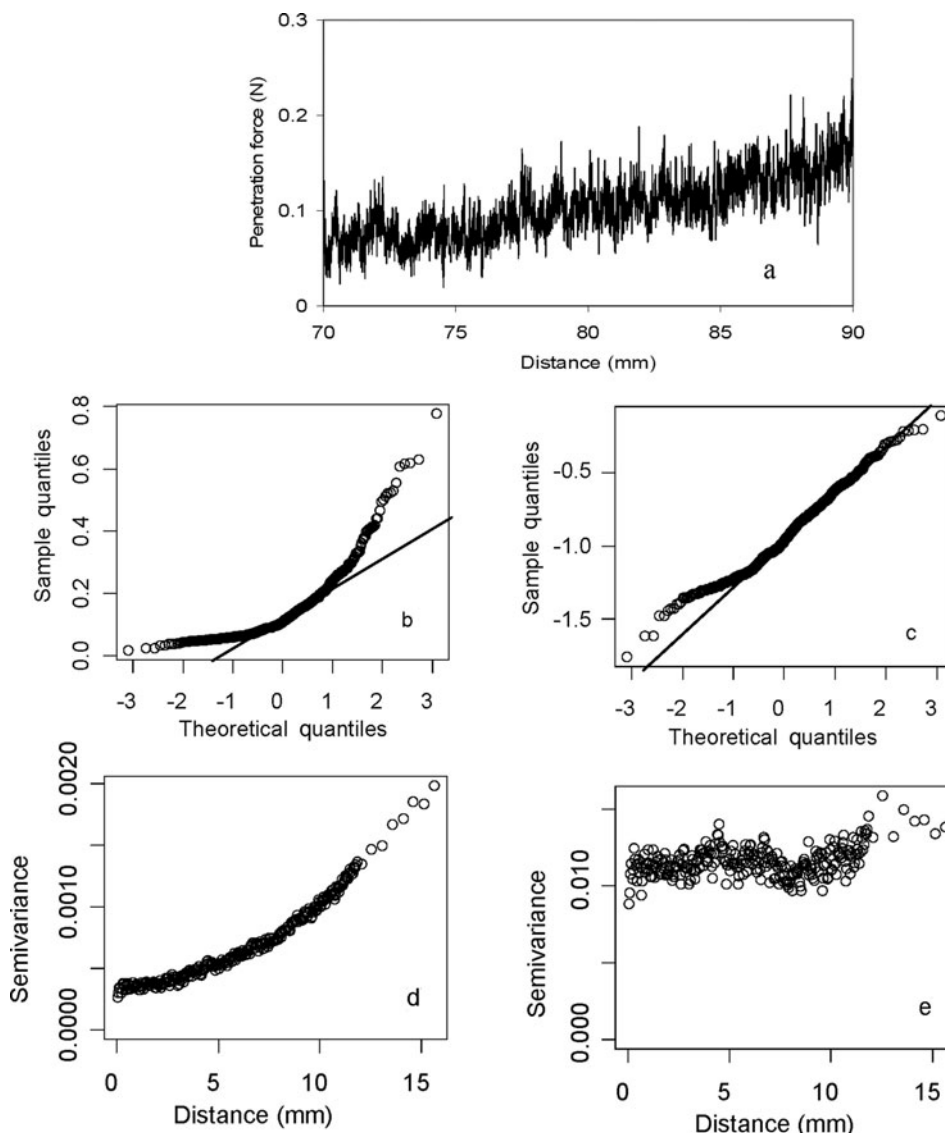 0.3
0.2
0.1
0
Penetration force (N)
a
70 75 80 85 90
Distance (mm)
0.8
0.6
0.4
0.2
0.0
Sample quantiles
b
-3 -2 -1 0 1 2 3
Theoretical quantiles
-0.5
-1.0
-1.5
Sample quantiles
c
-3 -2 -1 0 1 2 3
Theoretical quantiles
0.0020
0.0010
0.0000
Semivariance
d
0 5 10 15
Distance (mm)
0.010
0.000
Semivariance
e
0 5 10 15
Distance (mm)